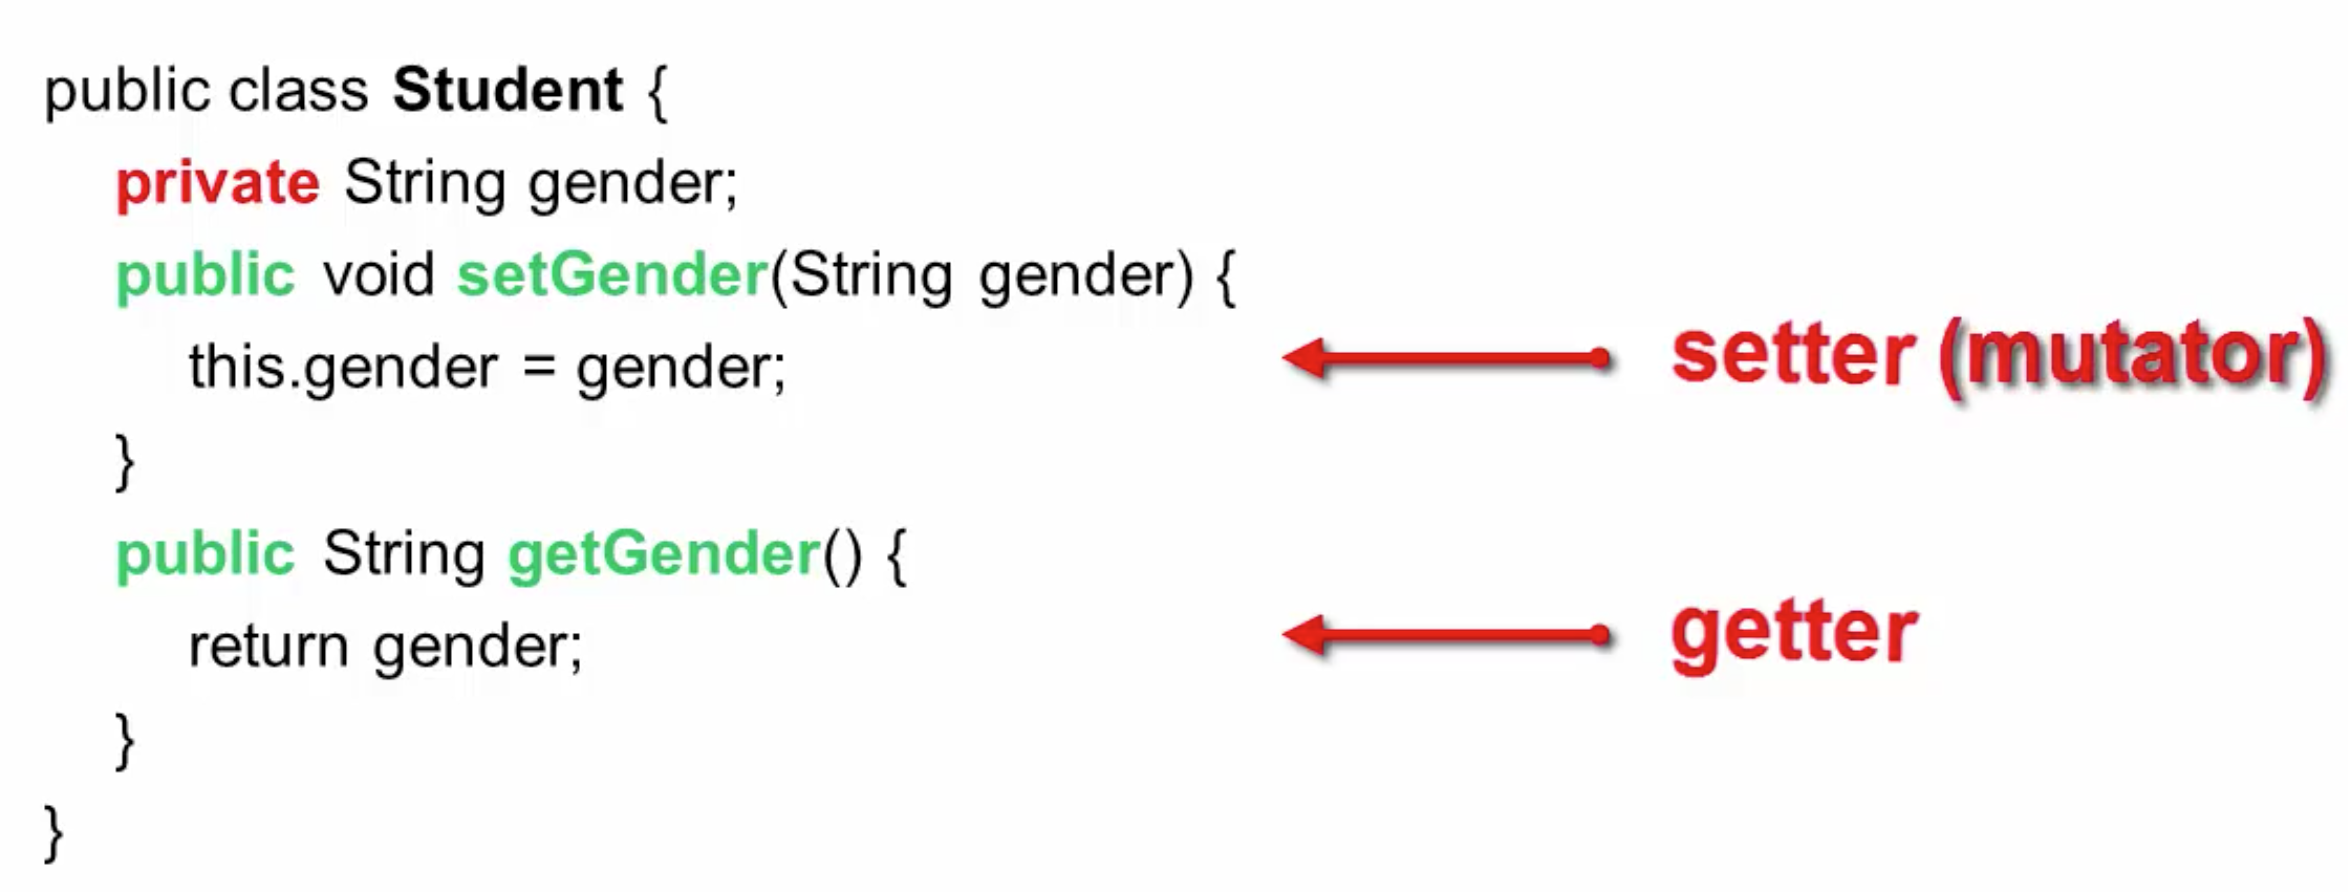 public class Student {
private String gender;
public void setGender(String gender) {
this.gender = gender;
setter (mutator)
}
public String getGender() {
return gender;
getter
}
}